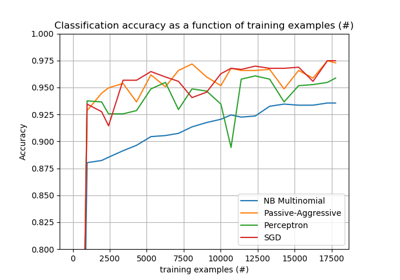 Classification accuracy as a function of training examples (#)
1.000
0.975
0.950
0.925
0.900
0.875
0.850
0.825
0.800
Accuracy
NB Multinomial
Passive-Aggressive
Perceptron
SGD
0 2500 5000 7500 10000 12500 15000 17500
training examples (#)